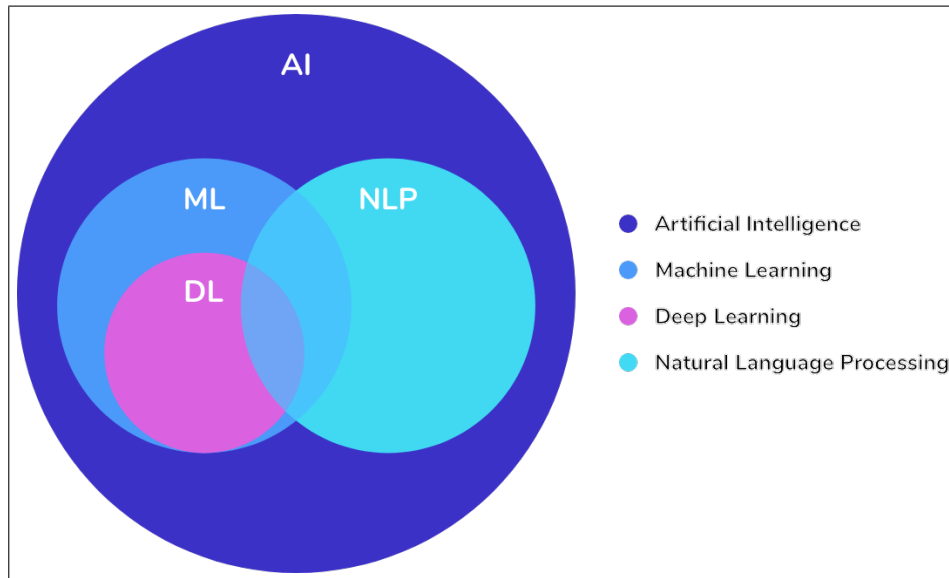 AI
ML
NLP
DL
Artificial Intelligence
Machine Learning
Deep Learning
Natural Language Processing